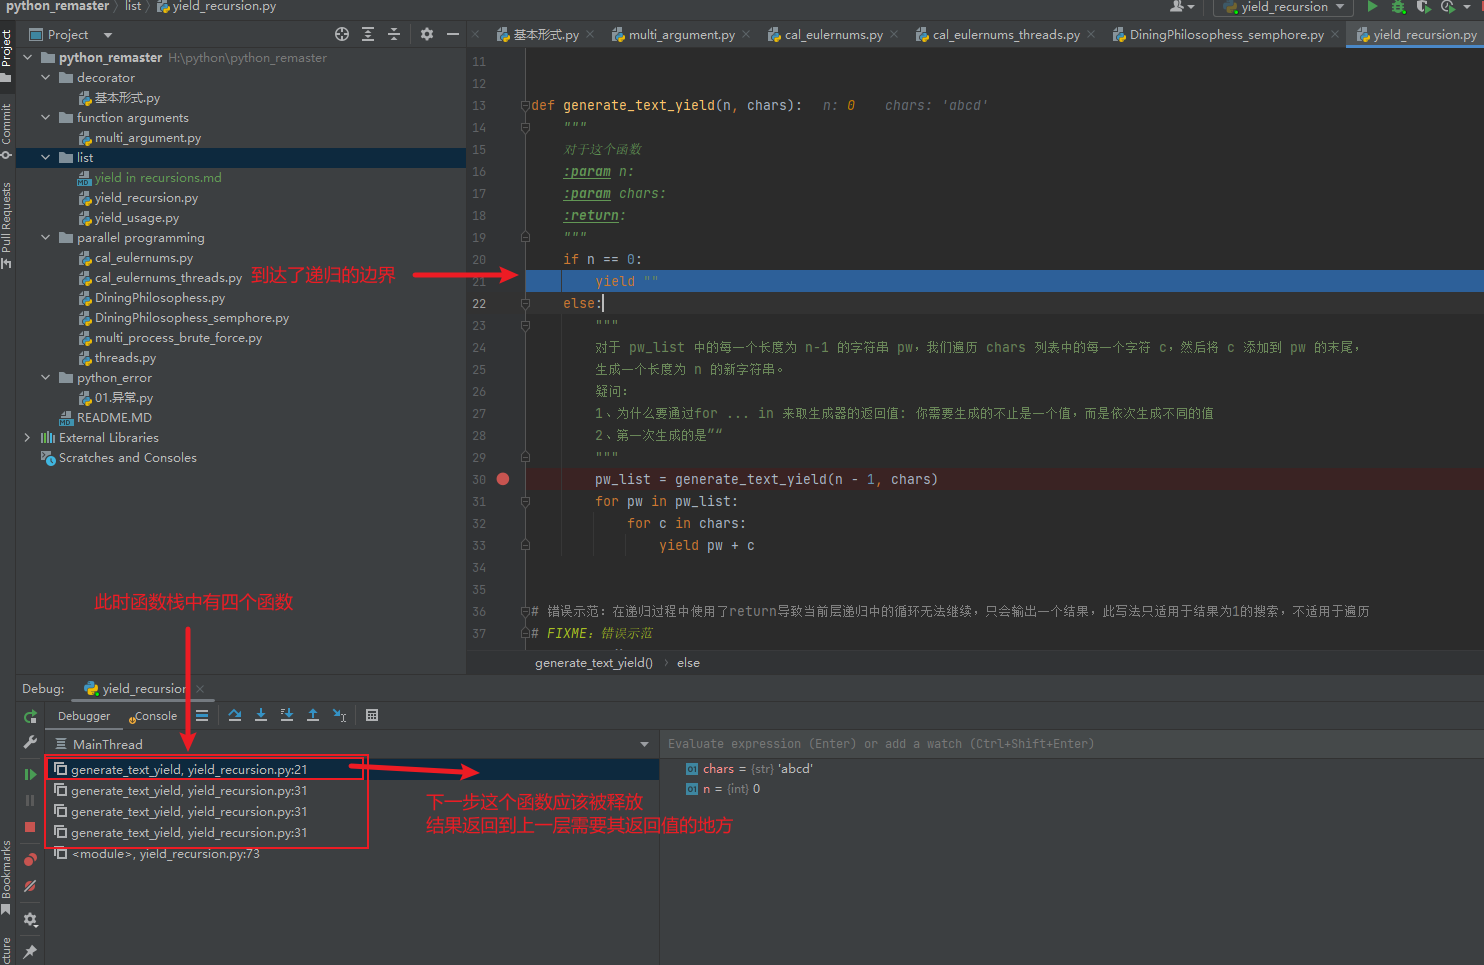 python_remaster › list › yield_recursion.py
yield_recursion
Project
基本形式.py
multi_argument.py
cal_eulernums.py
cal_eulernums_threads.py
DiningPhilosophess_semphore.py
yield_recursion.py
Project
Commit
Pull Requests
Bookmarks
cture
python_remaster H:\python\python_remaster
decorator
基本形式.py
function arguments
multi_argument.py
list
yield in recursions.md
yield_recursion.py
yield_usage.py
parallel programming
cal_eulernums.py
cal_eulernums_threads.py
DiningPhilosophess.py
DiningPhilosophess_semphore.py
multi_process_brute_force.py
threads.py
python_error
01.异常.py
README.MD
External Libraries
Scratches and Consoles
到达了递归的边界
此时函数栈中有四个函数
11
12
13 def generate_text_yield(n, chars): n: 0 chars: 'abcd'
14 """
15 对于这个函数
16 :param n:
17 :param chars:
18 :return:
19 """
20 if n == 0:
21 yield ""
22 else:
23 """
24 对于 pw_list 中的每一个长度为 n-1 的字符串 pw，我们遍历 chars 列表中的每一个字符 c，然后将 c 添加到 pw 的末尾，
25 生成一个长度为 n 的新字符串。
26 疑问：
27 1、为什么要通过for ... in 来取生成器的返回值: 你需要生成的不止是一个值，而是依次生成不同的值
28 2、第一次生成的是”“
29 """
30 pw_list = generate_text_yield(n - 1, chars)
31 for pw in pw_list:
32 for c in chars:
33 yield pw + c
34
35
36 # 错误示范：在递归过程中使用了return导致当前层递归中的循环无法继续，只会输出一个结果，此写法只适用于结果为1的搜索，不适用于遍历
37 # FIXME：错误示范
generate_text_yield() › else
Debug: yield_recursion
Debugger Console
MainThread
Evaluate expression (Enter) or add a watch (Ctrl+Shift+Enter)
generate_text_yield, yield_recursion.py:21
generate_text_yield, yield_recursion.py:31
generate_text_yield, yield_recursion.py:31
generate_text_yield, yield_recursion.py:31
<module>, yield_recursion.py:73
01 chars = {str} 'abcd'
01 n = {int} 0
下一步这个函数应该被释放
结果返回到上一层需要其返回值的地方